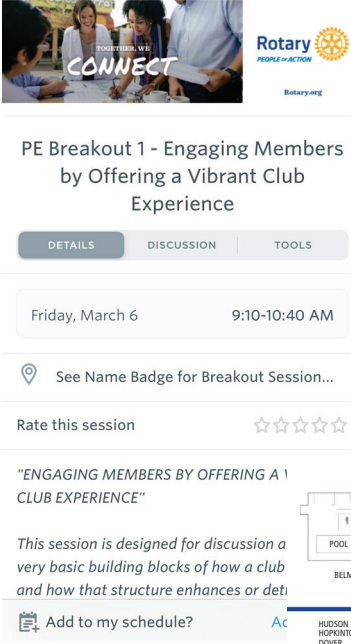 TOGETHER, WE
CONNECT
Rotary
PEOPLE of ACTION
Rotary.org
PE Breakout 1 - Engaging Members
by Offering a Vibrant Club
Experience
DETAILS DISCUSSION TOOLS
Friday, March 6 9:10-10:40 AM
See Name Badge for Breakout Session...
Rate this session
"ENGAGING MEMBERS BY OFFERING A
CLUB EXPERIENCE"
This session is designed for discussion a
very basic building blocks of how a club
POOL
and how that structure enhances or det
BELM
Add to my schedule? Ad
HUDSON
HOPKINTO
DOVER